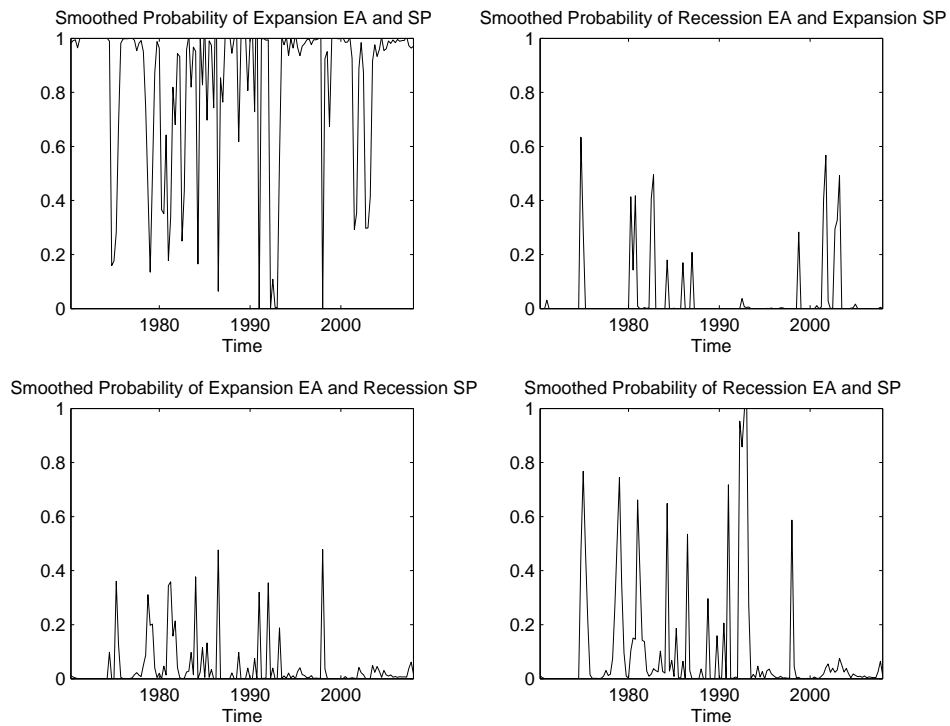 Smoothed Probability of Expansion EA and SP
1
0.8
0.6
0.4
0.2
0
1980 1990 2000
Time
Smoothed Probability of Recession EA and Expansion SP
1
0.8
0.6
0.4
0.2
0
1980 1990 2000
Time
Smoothed Probability of Expansion EA and Recession SP
1
0.8
0.6
0.4
0.2
0
1980 1990 2000
Time
Smoothed Probability of Recession EA and SP
1
0.8
0.6
0.4
0.2
0
1980 1990 2000
Time